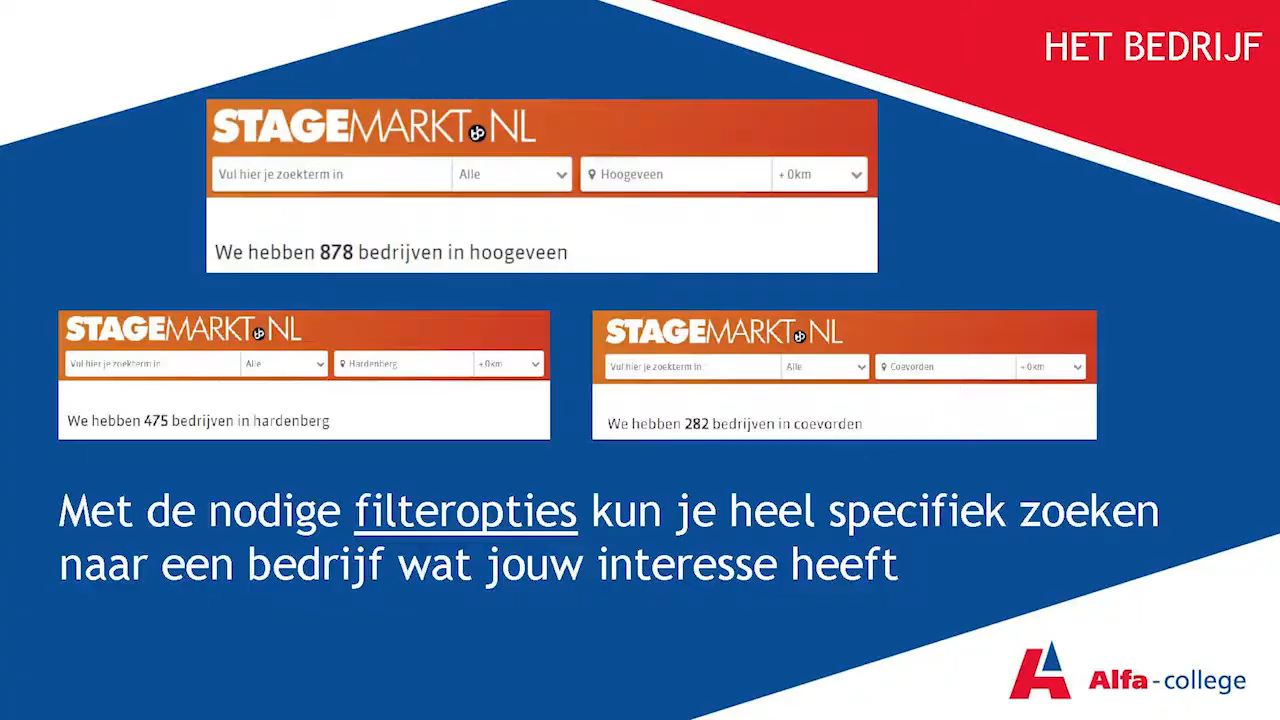 HET BEDRIJF
STAGEMARKT.NL
Vul hier je zoekterm in Alle Hoogeveen + 0km
We hebben 878 bedrijven in hoogeveen
STAGEMARKT.NL
Vul hier je zoekterm in Alle Hardenberg + 0km
We hebben 475 bedrijven in hardenberg
STAGEMARKT.NL
Vul hier je zoekterm in Alle Coevorden + 0km
We hebben 282 bedrijven in coevorden
Met de nodige filteropties kun je heel specifiek zoeken
naar een bedrijf wat jouw interesse heeft
Alfa-college